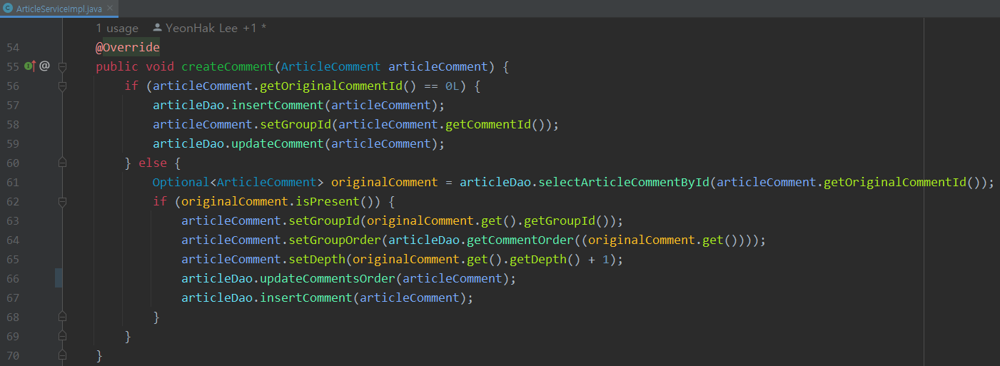 ArticleServiceImpl.java
1 usage YeonHak Lee +1 *
54 @Override
55 @ public void createComment(ArticleComment articleComment) {
56 if (articleComment.getOriginalCommentId() == 0L) {
57 articleDao.insertComment(articleComment);
58 articleComment.setGroupId(articleComment.getCommentId());
59 articleDao.updateComment(articleComment);
60 } else {
61 Optional<ArticleComment> originalComment = articleDao.selectArticleCommentById(articleComment.getOriginalCommentId());
62 if (originalComment.isPresent()) {
63 articleComment.setGroupId(originalComment.get().getGroupId());
64 articleComment.setGroupOrder(articleDao.getCommentOrder((originalComment.get())));
65 articleComment.setDepth(originalComment.get().getDepth() + 1);
66 articleDao.updateCommentsOrder(articleComment);
67 articleDao.insertComment(articleComment);
68 }
69 }
70 }